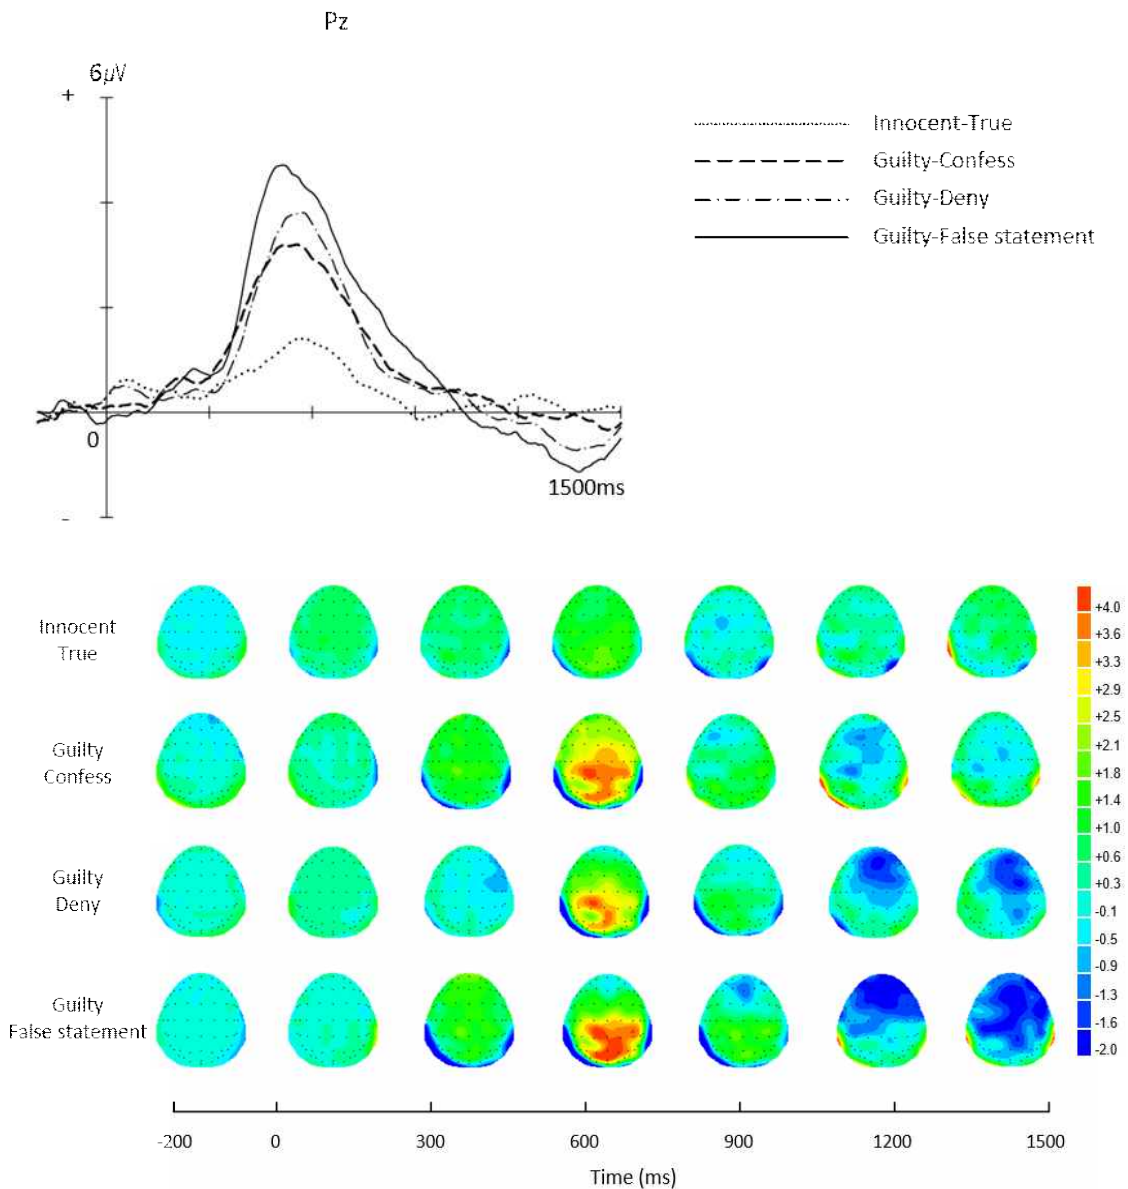 Pz
6µV
+
0
-
1500ms
Innocent-True
Guilty-Confess
Guilty-Deny
Guilty-False statement
Innocent
True
Guilty
Confess
Guilty
Deny
Guilty
False statement
+4.0
+3.6
+3.3
+2.9
+2.5
+2.1
+1.8
+1.4
+1.0
+0.6
+0.3
-0.1
-0.5
-0.9
-1.3
-1.6
-2.0
-200 0 300 600 900 1200 1500
Time (ms)